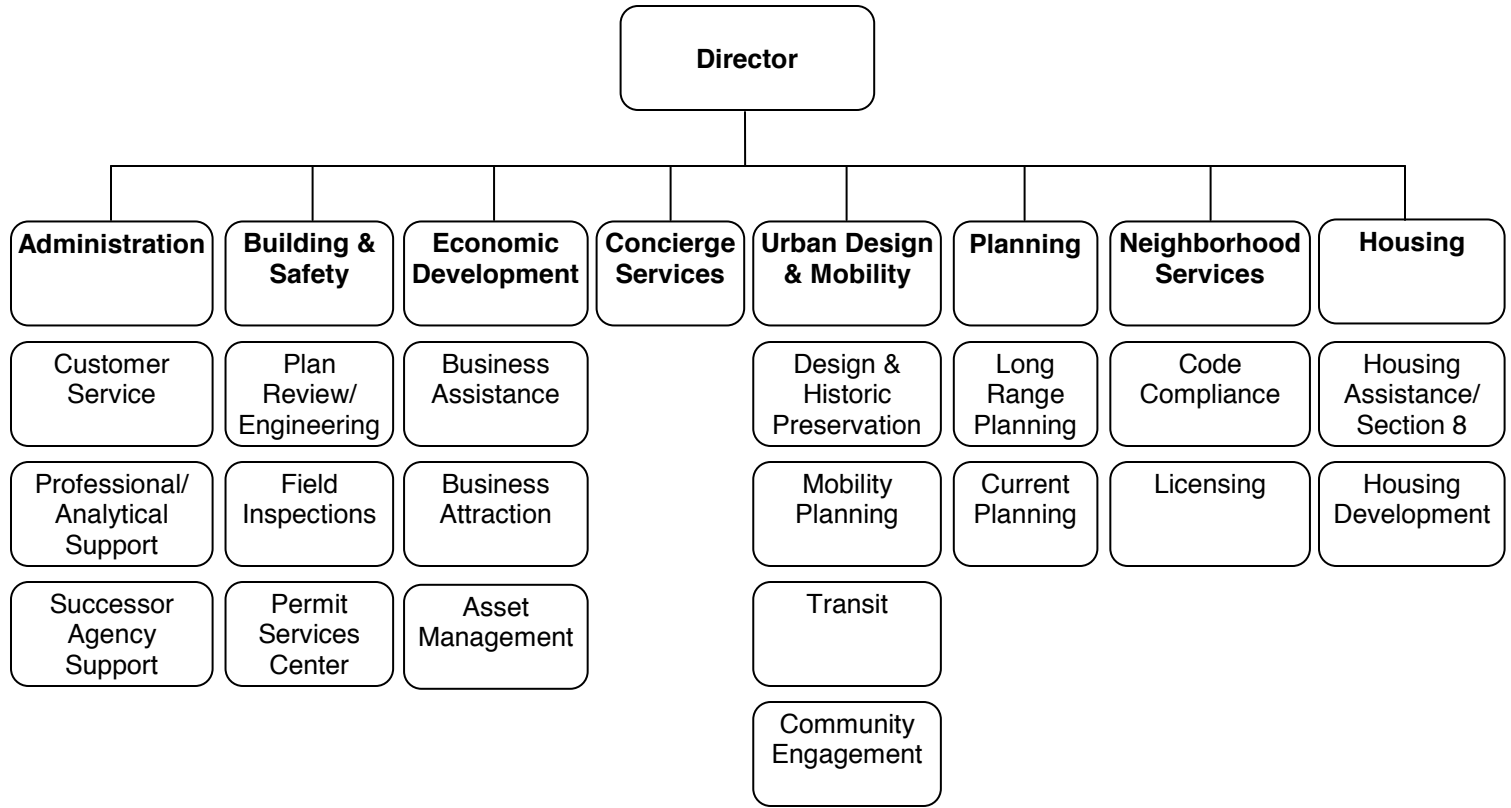 Director
Administration
Building &
Safety
Economic
Development
Concierge
Services
Urban Design
& Mobility
Planning
Neighborhood
Services
Housing
Customer
Service
Plan
Review/
Engineering
Business
Assistance
Design &
Historic
Preservation
Long
Range
Planning
Code
Compliance
Housing
Assistance/
Section 8
Professional/
Analytical
Support
Field
Inspections
Business
Attraction
Mobility
Planning
Current
Planning
Licensing
Housing
Development
Successor
Agency
Support
Permit
Services
Center
Asset
Management
Transit
Community
Engagement